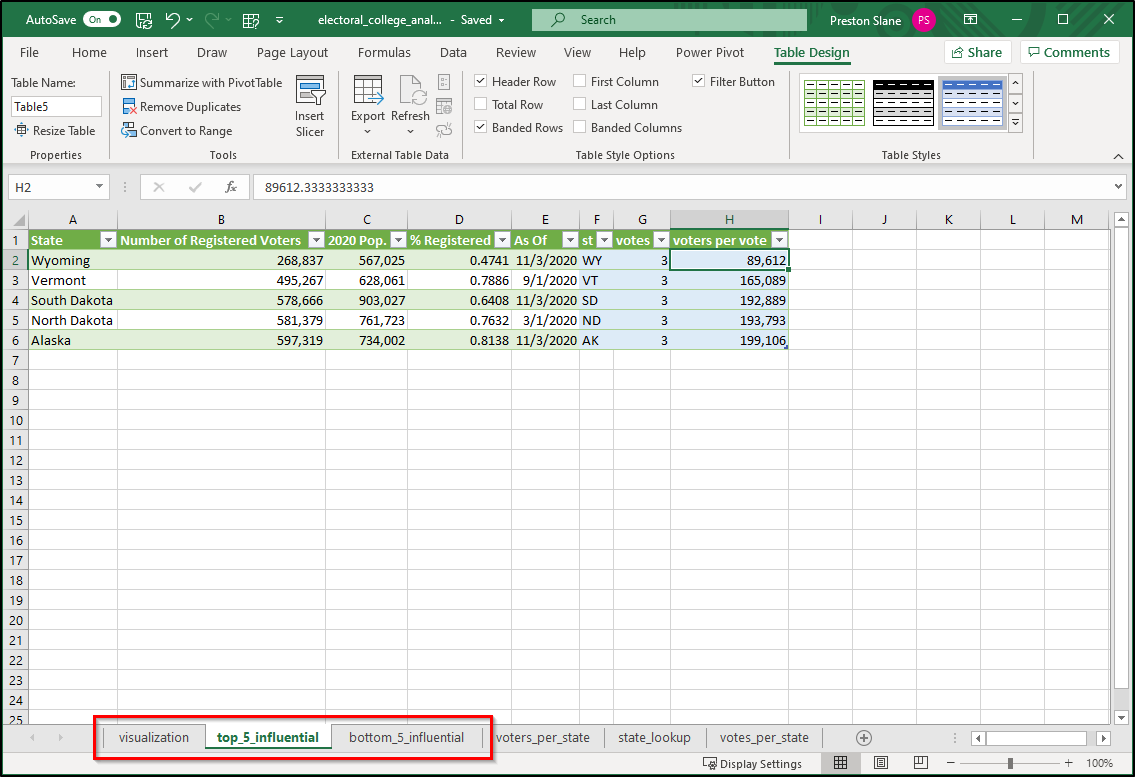 AutoSave On electoral_college_anal... - Saved Search Preston Slane PS
File Home Insert Draw Page Layout Formulas Data Review View Help Power Pivot Table Design Share Comments
Table Name:
Table5
Resize Table
Properties
Summarize with PivotTable
Remove Duplicates
Convert to Range
Insert
Slicer
Tools
Export Refresh
External Table Data
Header Row First Column Filter Button
Total Row Last Column
Banded Rows Banded Columns
Table Style Options
Table Styles
H2 fx 89612.3333333333
A B C D E F G H I J K L M
1 State Number of Registered Voters 2020 Pop. % Registered As Of st votes voters per vote
2 Wyoming 268,837 567,025 0.4741 11/3/2020 WY 3 89,612
3 Vermont 495,267 628,061 0.7886 9/1/2020 VT 3 165,089
4 South Dakota 578,666 903,027 0.6408 11/3/2020 SD 3 192,889
5 North Dakota 581,379 761,723 0.7632 3/1/2020 ND 3 193,793
6 Alaska 597,319 734,002 0.8138 11/3/2020 AK 3 199,106
7
8
9
10
11
12
13
14
15
16
17
18
19
20
21
22
23
24
25
visualization top_5_influential bottom_5_influential voters_per_state state_lookup votes_per_state
Display Settings 100%